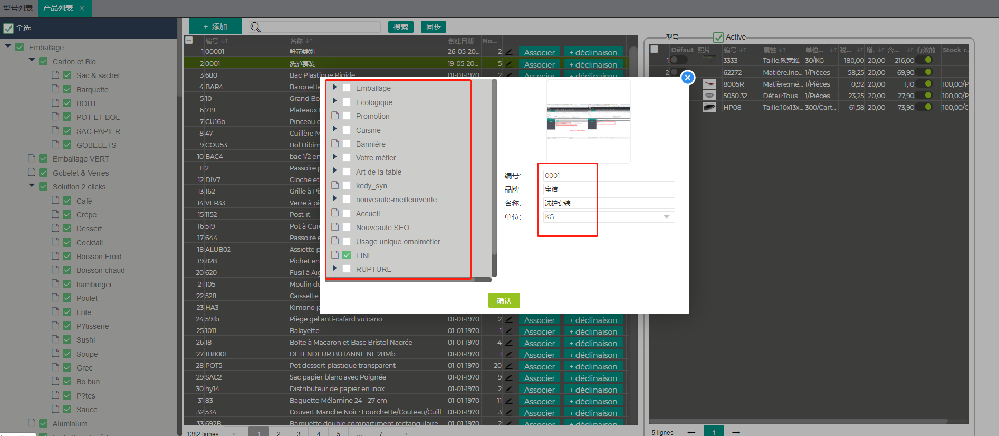 型号列表 产品列表
全选
Emballage
Carton et Bio
Sac & sachet
Barquette
BOITE
POT ET BOL
SAC PAPIER
GOBELETS
Emballage VERT
Gobelet & Verres
Solution 2 clicks
Café
Crèpe
Dessert
Cocktail
Boisson Froid
Boisson chaud
hamburger
Poulet
Frite
P?tisserie
Sushi
Soupe
Grec
Bo bun
P?tes
Sauce
Aluminium
+ 添加 搜索 同步
编号 名称 创建日期 No...
1 00001 鲜花类别 26-05-20... 2 Associer + déclinaison
2 0001 洗护套装 19-05-20... 5 Associer + déclinaison
3 680 Bac Plastique Rigide 01-01-1970 2
4 BAR4 Barquette
5 10 Grand Bo
6 719 Plateaux
7 CU16b Pinceau
8 47 Cuillère M
9 COU53 Bol Bibim
10 BAC4 bac 1/2 en
11 2 Passoire
12 DIV7 Cloche et
13 162 Grille à Pi
14 VER33 Verre à pi
15 1152 Post-it
16 519 Pot à Cure
17 644 Passoire
18 ALUB02 Assiette p
19 828 Pichet en
20 620 Fusil à Aig
21 105 Moulin de
22 528 Caissette
23 HA3 Kimono ja
24 591b Piège gel anti-cafard vulcano 01-01-1970 2 Associer + déclinaison
25 1011 Balayette 01-01-1970 1 Associer + déclinaison
26 18 Boîte à Macaron et Base Bristol Nacrée 01-01-1970 4 Associer + déclinaison
27 1118001 DETENDEUR BUTANNE NF 28Mb 01-01-1970 1 Associer + déclinaison
28 POT5 Pot dessert plastique transparent 01-01-1970 20 Associer + déclinaison
29 SAC2 Sac papier blanc avec Poignée 01-01-1970 9 Associer + déclinaison
30 hy14 Distributeur de papier en inox 01-01-1970 2 Associer + déclinaison
31 83 Baguette Mélamine 24 - 27 cm 01-01-1970 11 Associer + déclinaison
32 534 Couvert Manche Noir : Fourchette/Couteau/Cuill... 01-01-1970 3 Associer + déclinaison
33 692B Barquette double compartiment rectangulaire 01-01-1970 2 Associer + déclinaison
1382 lignes ← 1 2 3 4 5 ... 7 →
Emballage
Ecologique
Promotion
Cuisine
Bannière
Votre métier
Art de la table
kedy_syn
nouveaute-meilleurvente
Accueil
Nouveaute SEO
Usage unique omnimétier
FINI
RUPTURE
编号: 0001
品牌: 宝洁
名称: 洗护套装
单位: KG
确认
型号 Activé
Défaut 照片 编号 属性 单位... 税... 增. 含... 有效的 Stock r...
1 3333 Taille:欧莱雅 30/KG 180,00 20,00 216,00
2 62272 Matière:Ino... 1/Pièces 58,25 20,00 69,90
8005R Matière:mé... 1/Pièces 0,92 20,00 1,10 100,00/P
5050.32 Détail:Tous ... 1/Pièces 23,25 20,00 27,90 100,00/P
HP08 Taille:10x13x... 300/Cart... 61,58 20,00 73,90 100,00/C
5 lignes ← 1 →